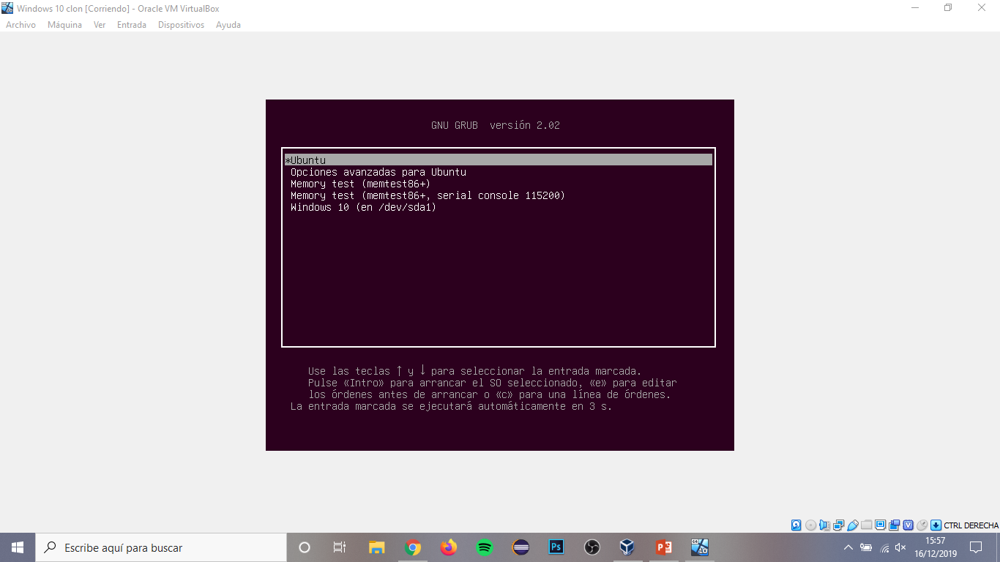 Windows 10 clon [Corriendo] - Oracle VM VirtualBox
Archivo Máquina Ver Entrada Dispositivos Ayuda
GNU GRUB versión 2.02
*Ubuntu
Opciones avanzadas para Ubuntu
Memory test (memtest86+)
Memory test (memtest86+, serial console 115200)
Windows 10 (en /dev/sda1)
Use las teclas ↑ y ↓ para seleccionar la entrada marcada.
Pulse «Intro» para arrancar el SO seleccionado, «e» para editar
los órdenes antes de arrancar o «c» para una línea de órdenes.
La entrada marcada se ejecutará automáticamente en 3 s.
CTRL DERECHA
Escribe aquí para buscar
Ps
15:57
16/12/2019